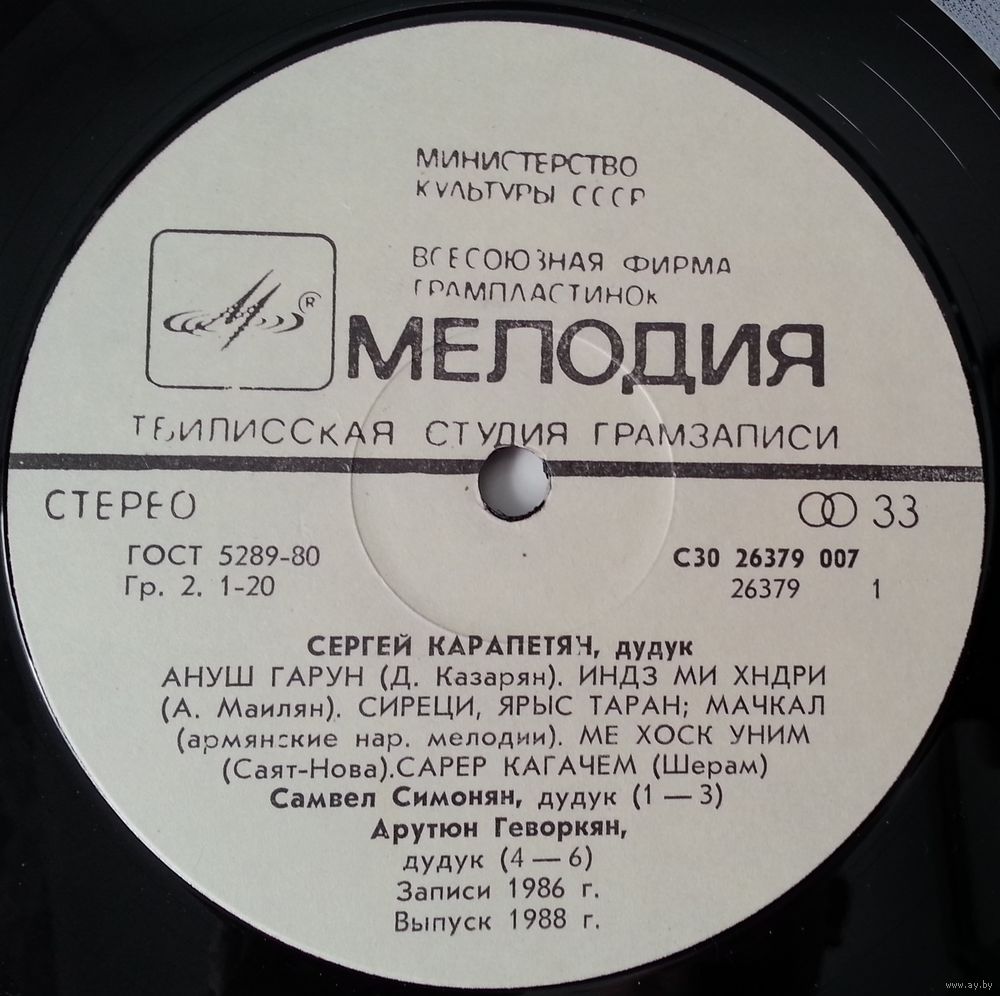 МИНИСТЕРСТВО
КУЛЬТУРЫ СССР
ВСЕСОЮЗНАЯ ФИРМА
ГРАМПЛАСТИНОК
®
МЕЛОДИЯ
ТБИЛИССКАЯ СТУДИЯ ГРАМЗАПИСИ
СТЕРЕО
33
ГОСТ 5289-80
С30 26379 007
Гр. 2. 1-20
26379 1
СЕРГЕЙ КАРАПЕТЯН, дудук
АНУШ ГАРУН (Д. Казарян). ИНДЗ МИ ХНДРИ
(А. Маилян). СИРЕЦИ, ЯРЫС ТАРАН; МАЧКАЛ
(армянские нар. мелодии). МЕ ХОСК УНИМ
(Саят-Нова).САРЕР КАГАЧЕМ (Шерам)
Самвел Симонян, дудук (1 — 3)
Арутюн Геворкян,
дудук (4 — 6)
Записи 1986 г.
Выпуск 1988 г.
www.ay.by